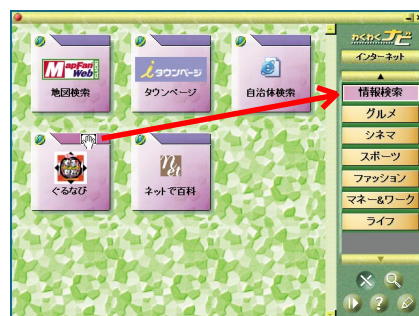 MapFan Web
地図検索
iタウンページ
タウンページ
自治体検索
ぐるなび
net
ネットで百科
わくわくナビ
インターネット
情報検索
グルメ
シネマ
スポーツ
ファッション
マネー&ワーク
ライフ
?